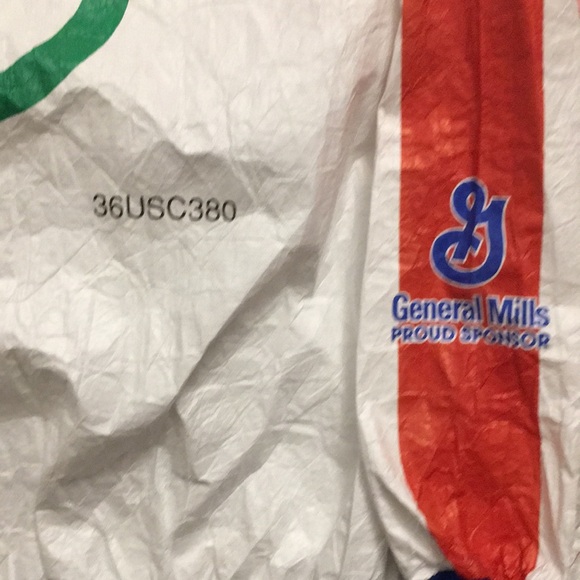 36USC380
General Mills
PROUD SPONSOR